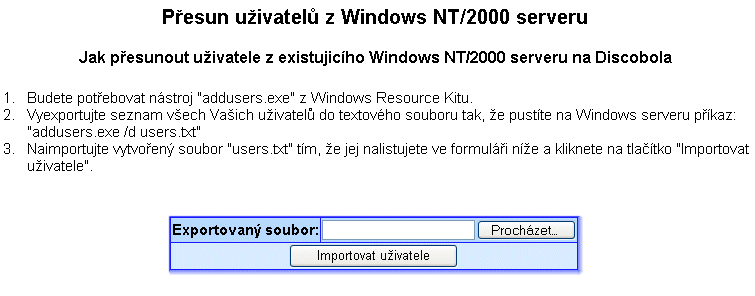 Přesun uživatelů z Windows NT/2000 serveru
Jak přesunout uživatele z existujicího Windows NT/2000 serveru na Discobola
1. Budete potřebovat nástroj "addusers.exe" z Windows Resource Kitu.
2. Vyexportujte seznam všech Vašich uživatelů do textového souboru tak, že pustíte na Windows serveru příkaz:
"addusers.exe /d users.txt"
3. Naimportujte vytvořený soubor "users.txt" tím, že jej nalistujete ve formuláři níže a kliknete na tlačítko "Importovat
uživatele".
Exportovaný soubor: Procházet...
Importovat uživatele